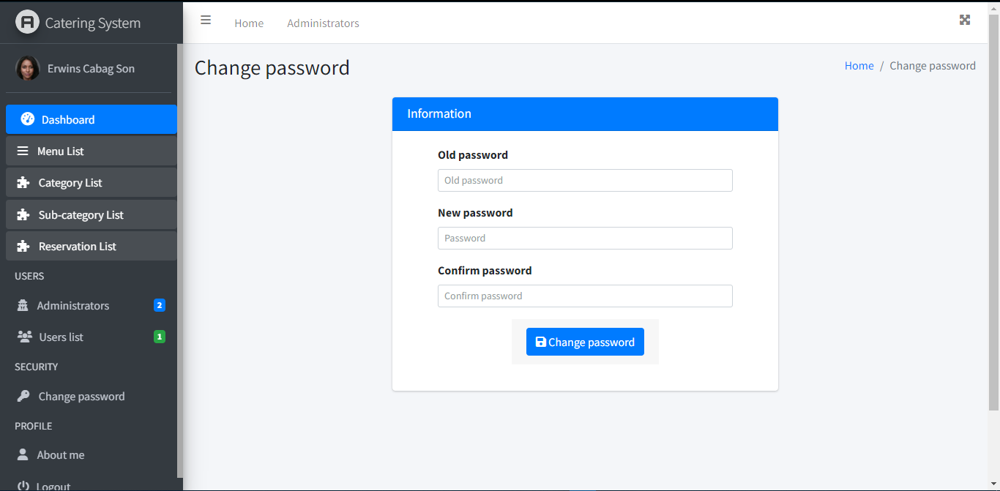 Catering System
Home
Administrators
Erwins Cabag Son
Change password
Home / Change password
Dashboard
Menu List
Category List
Sub-category List
Reservation List
USERS
Administrators 2
Users list 1
SECURITY
Change password
PROFILE
About me
Logout
Information
Old password
Old password
New password
Password
Confirm password
Confirm password
Change password